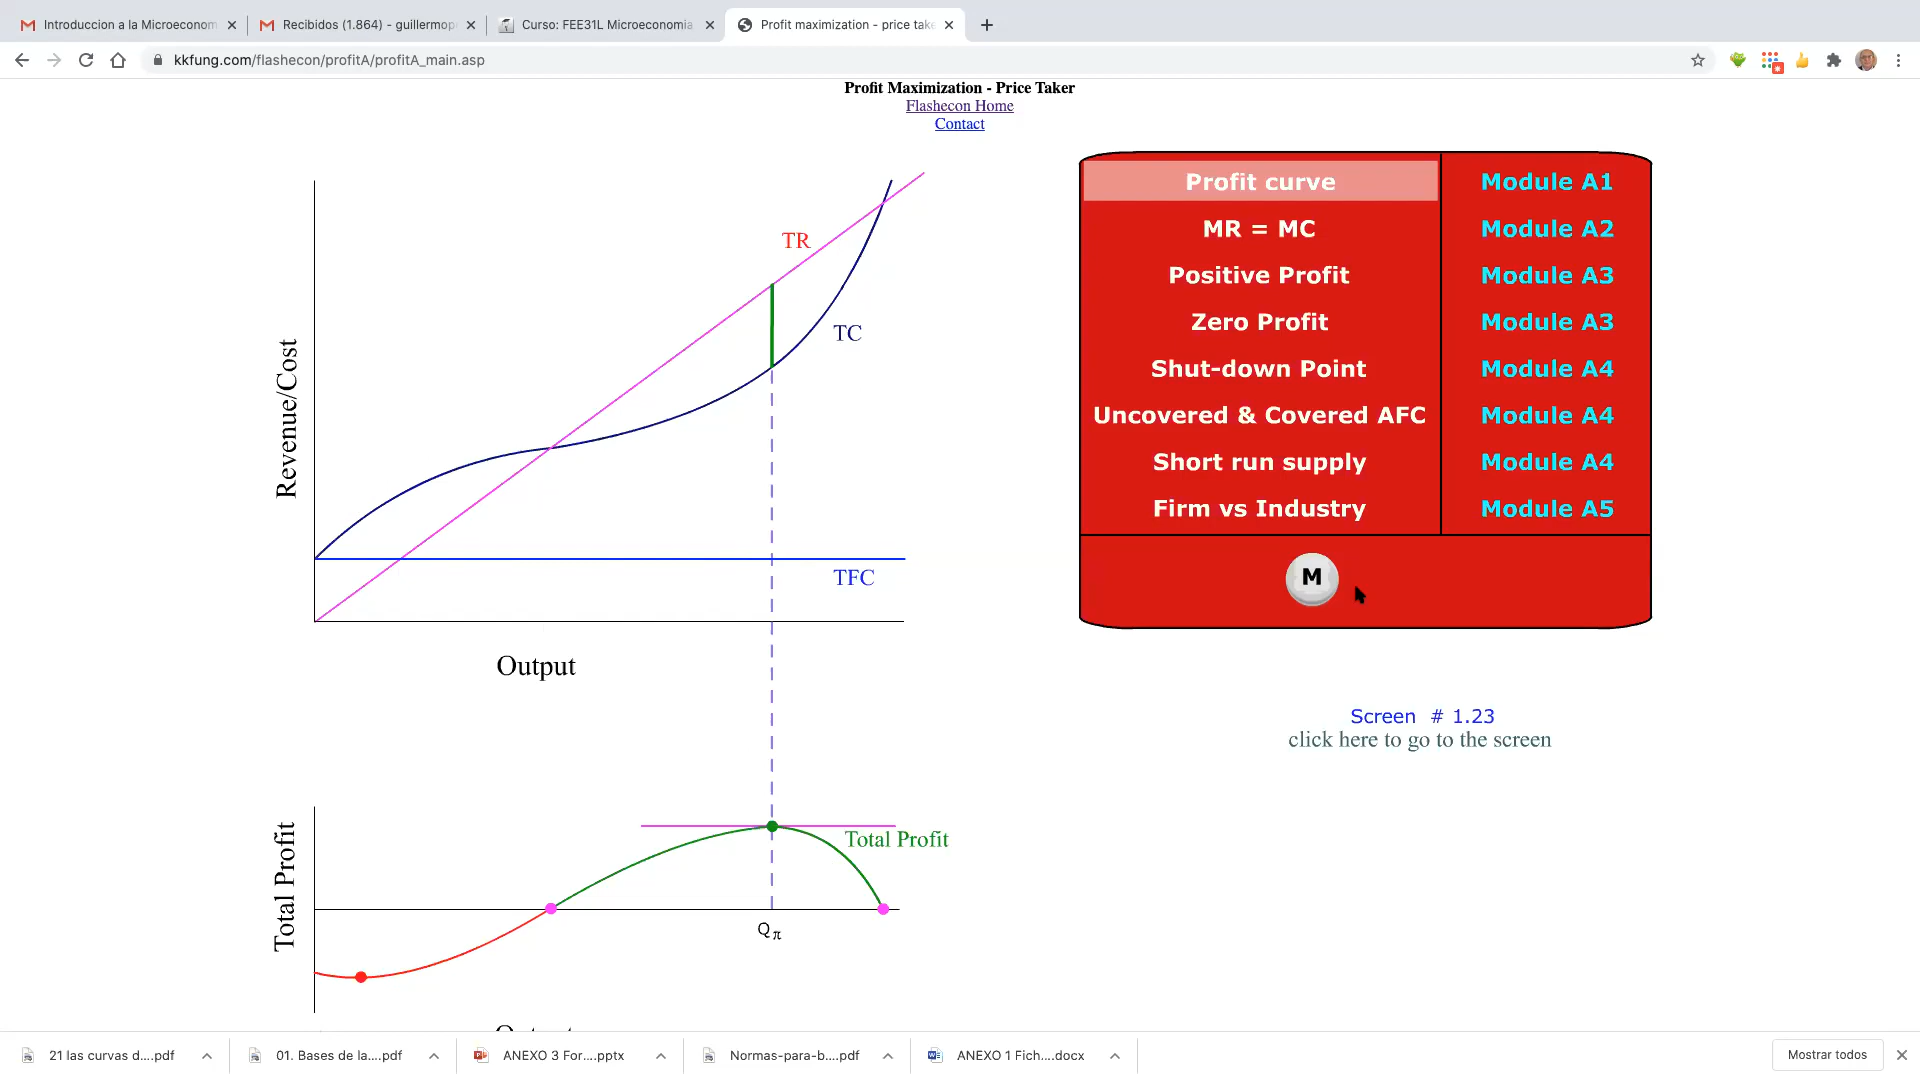 Introduccion a la Microeconom
Recibidos (1.864) - guillermop
Curso: FEE31L Microeconomia
Profit maximization - price take
kkfung.com/flashecon/profitA/profitA_main.asp
Profit Maximization - Price Taker
Flashecon Home
Contact
Profit curve Module A1
MR = MC Module A2
Positive Profit Module A3
Zero Profit Module A3
Shut-down Point Module A4
Uncovered & Covered AFC Module A4
Short run supply Module A4
Firm vs Industry Module A5
M
Screen # 1.23
click here to go to the screen
TR
TC
Revenue/Cost
TFC
Output
Total Profit
Total Profit
Qπ
Output
21 las curvas d....pdf
01. Bases de la....pdf
ANEXO 3 For....pptx
Normas-para-b....pdf
ANEXO 1 Fich....docx
Mostrar todos